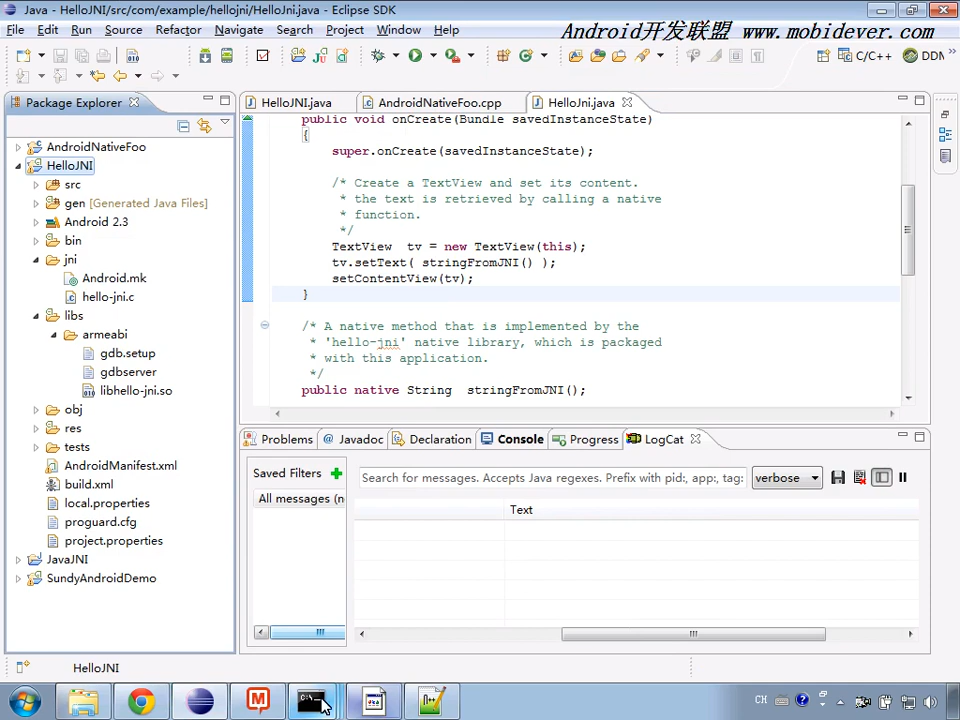 Java - HelloJNI/src/com/example/hellojni/HelloJni.java - Eclipse SDK
File Edit Run Source Refactor Navigate Search Project Window Help
Android开发联盟 www.mobidever.com
C/C++ DDN
Package Explorer
AndroidNativeFoo
HelloJNI
src
gen [Generated Java Files]
Android 2.3
bin
jni
Android.mk
hello-jni.c
libs
armeabi
gdb.setup
gdbserver
libhello-jni.so
obj
res
tests
AndroidManifest.xml
build.xml
local.properties
proguard.cfg
project.properties
JavaJNI
SundyAndroidDemo
HelloJNI.java AndroidNativeFoo.cpp HelloJni.java
public void onCreate(Bundle savedInstanceState)
{
super.onCreate(savedInstanceState);
/* Create a TextView and set its content.
* the text is retrieved by calling a native
* function.
*/
TextView tv = new TextView(this);
tv.setText( stringFromJNI() );
setContentView(tv);
}
/* A native method that is implemented by the
* 'hello-jni' native library, which is packaged
* with this application.
*/
public native String stringFromJNI();
Problems Javadoc Declaration Console Progress LogCat
Saved Filters
All messages (n
Search for messages. Accepts Java regexes. Prefix with pid:, app:, tag:
verbose
Text
HelloJNI
CH